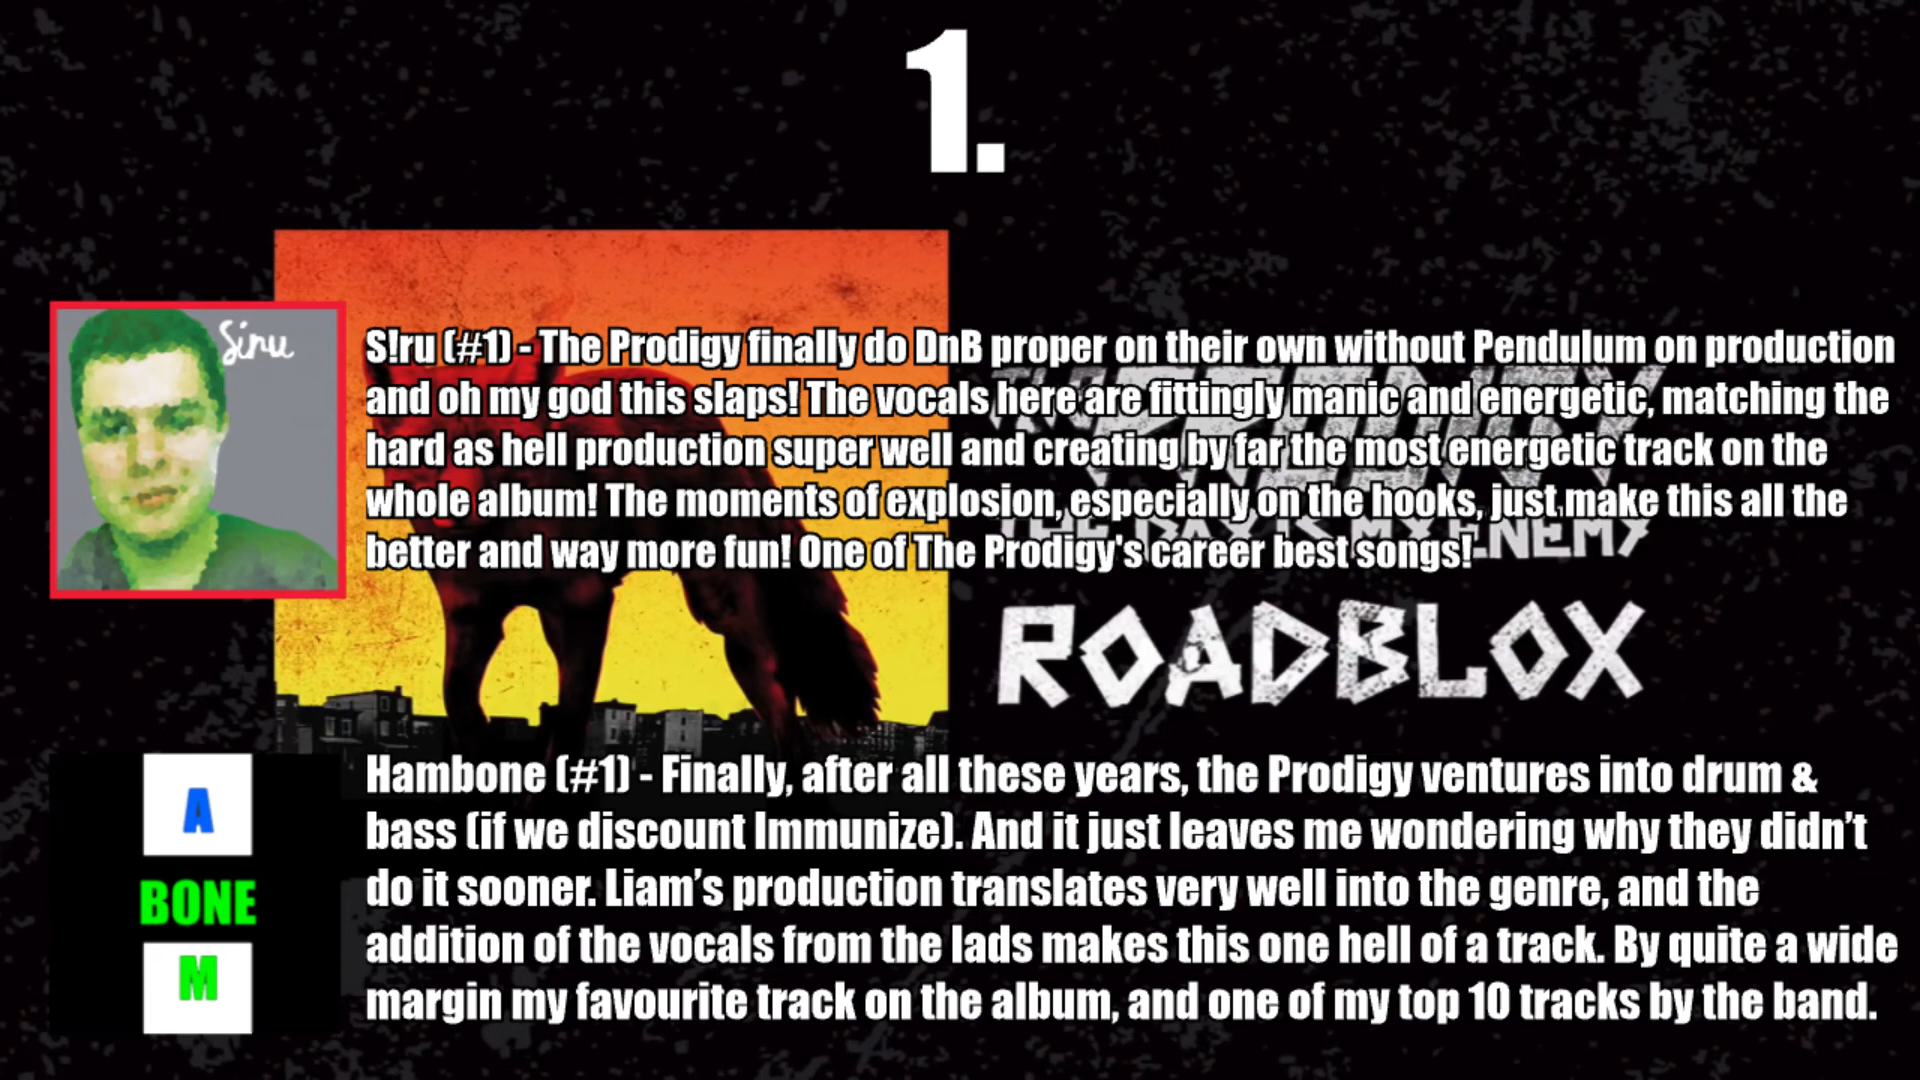 1.
Siru
S!ru (#1) - The Prodigy finally do DnB proper on their own without Pendulum on production
and oh my god this slaps! The vocals here are fittingly manic and energetic, matching the
hard as hell production super well and creating by far the most energetic track on the
whole album! The moments of explosion, especially on the hooks, just make this all the
better and way more fun! One of The Prodigy's career best songs!
THE PRODIGY
THE DAY IS MY ENEMY
ROADBLOX
A
BONE
M
Hambone (#1) - Finally, after all these years, the Prodigy ventures into drum &
bass (if we discount Immunize). And it just leaves me wondering why they didn’t
do it sooner. Liam’s production translates very well into the genre, and the
addition of the vocals from the lads makes this one hell of a track. By quite a wide
margin my favourite track on the album, and one of my top 10 tracks by the band.